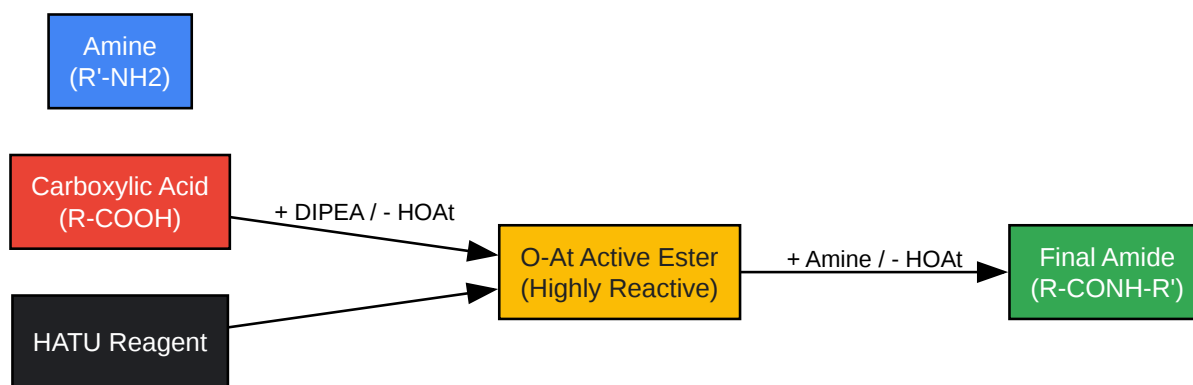 Amine
(R'-NH2)
Carboxylic Acid
(R-COOH)
+ DIPEA / - HOAt
O-At Active Ester
(Highly Reactive)
+ Amine / - HOAt
Final Amide
(R-CONH-R')
HATU Reagent